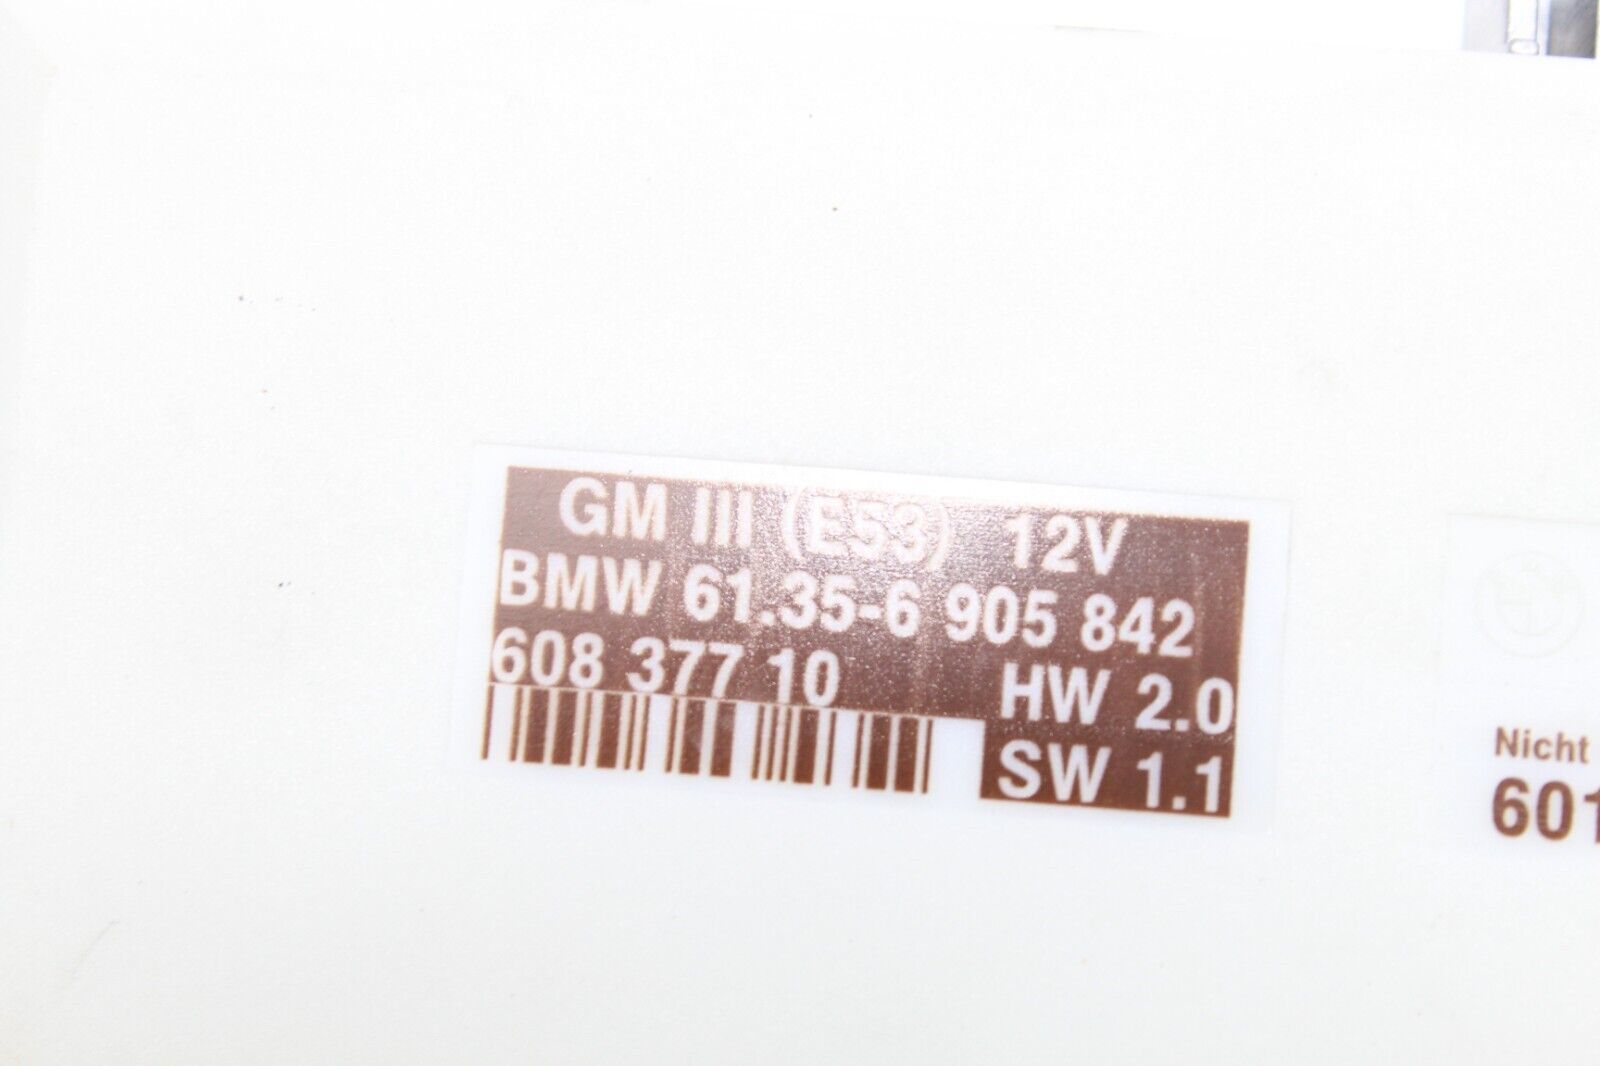 GM III (E53) 12V
BMW 61.35-6 905 842
608 377 10 HW 2.0
SW 1.1
Nicht
601